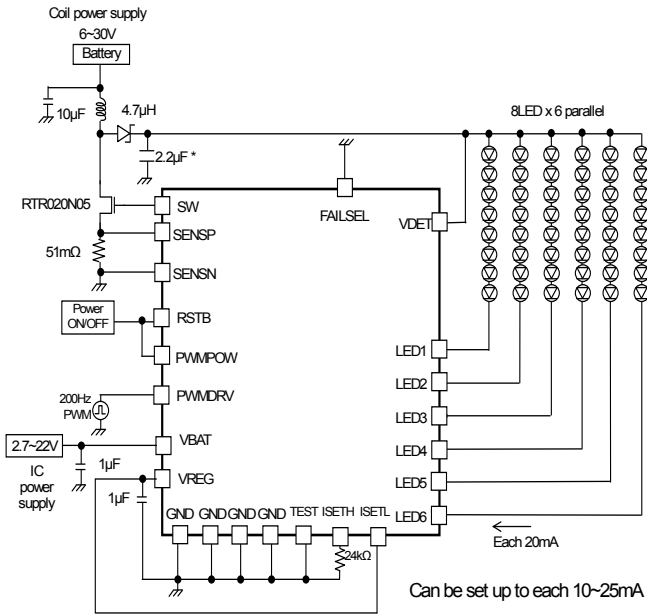 Coil power supply
6~30V
Battery
10µF
4.7µH
2.2µF *
8LED x 6 parallel
RTR020N05
SW
FAILSEL
VDET
SENSP
51mΩ
SENSN
Power
ON/OFF
RSTB
PWMPOW
LED1
LED2
200Hz
PWM
PWMDRV
LED3
2.7~22V
VBAT
LED4
IC
power
supply
1µF
VREG
LED5
1µF
GND GND GND GND TEST ISETH ISETL
LED6
24kΩ
Each 20mA
Can be set up to each 10~25mA